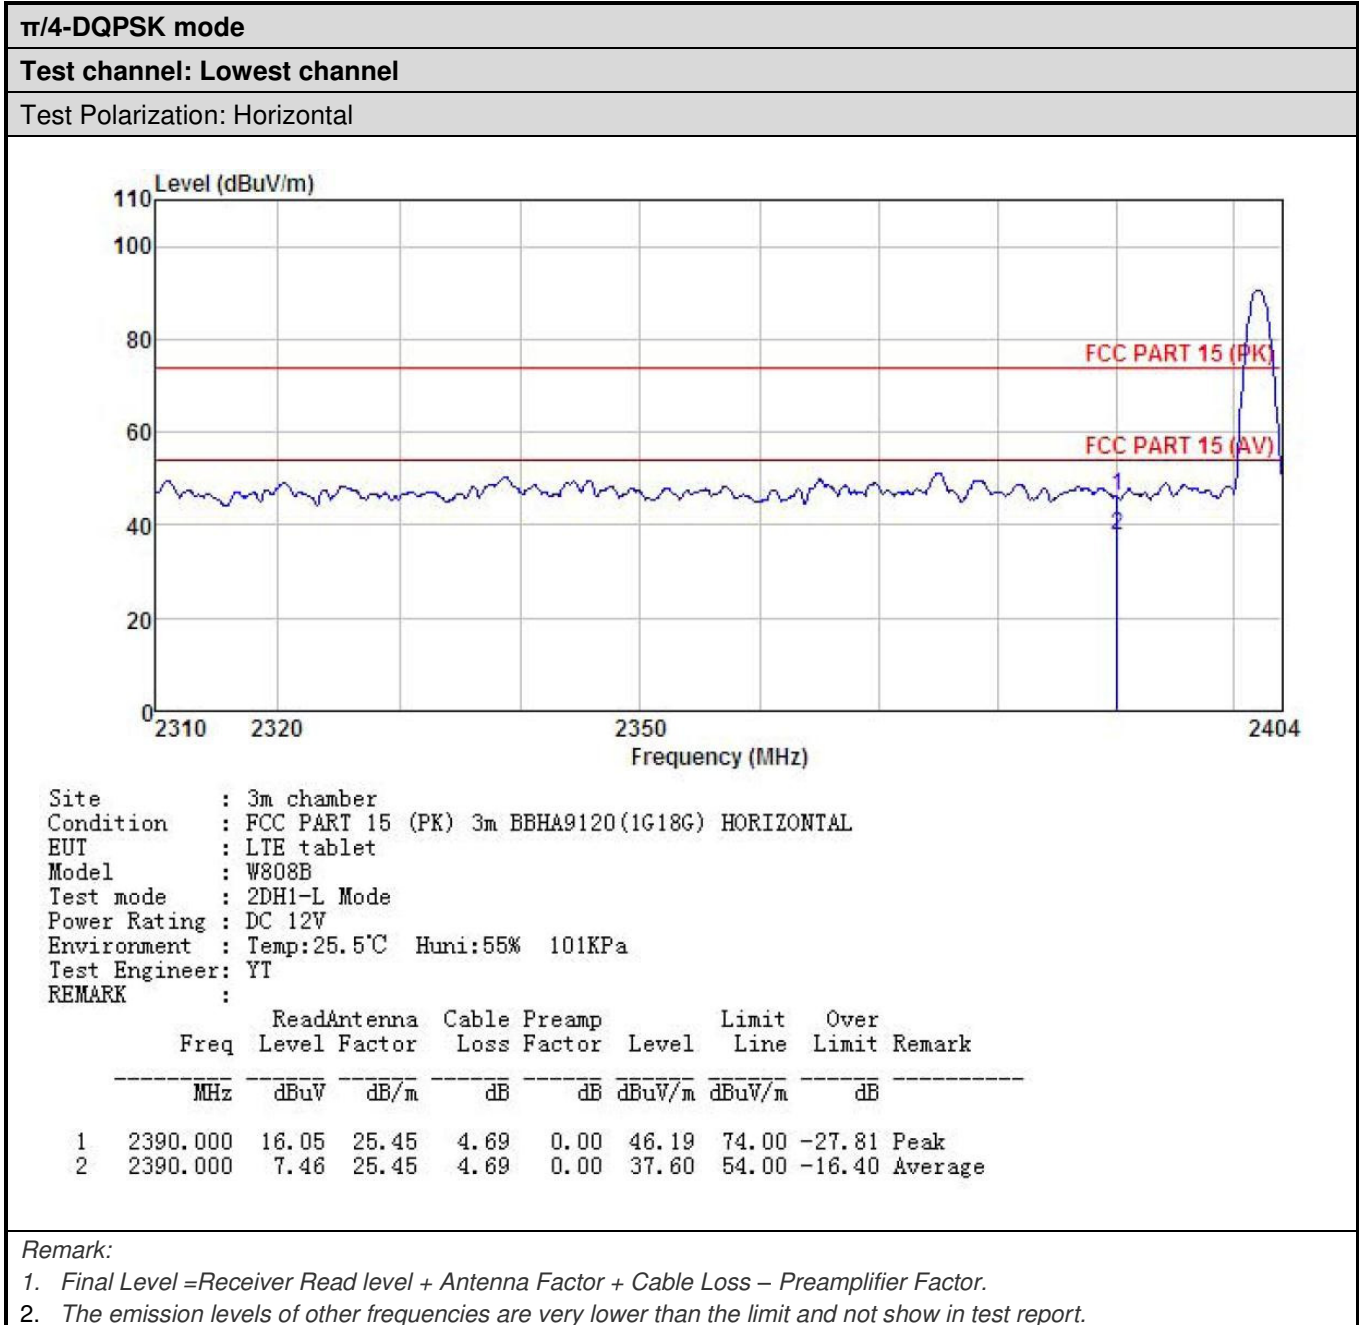 π/4-DQPSK mode
Test channel: Lowest channel
Test Polarization: Horizontal
Level (dBuV/m)
110
100
80
FCC PART 15 (PK)
60
FCC PART 15 (AV)
1
40
2
20
0
2310 2320 2350 2404
Frequency (MHz)
Site : 3m chamber
Condition : FCC PART 15 (PK) 3m BBHA9120(1G18G) HORIZONTAL
EUT : LTE tablet
Model : W808B
Test mode : 2DH1-L Mode
Power Rating : DC 12V
Environment : Temp:25.5°C Huni:55% 101KPa
Test Engineer: YT
REMARK :
ReadAntenna Cable Preamp Limit Over
Freq Level Factor Loss Factor Level Line Limit Remark
MHz dBuV dB/m dB dB dBuV/m dBuV/m dB
1 2390.000 16.05 25.45 4.69 0.00 46.19 74.00 -27.81 Peak
2 2390.000 7.46 25.45 4.69 0.00 37.60 54.00 -16.40 Average
Remark:
1. Final Level =Receiver Read level + Antenna Factor + Cable Loss – Preamplifier Factor.
2. The emission levels of other frequencies are very lower than the limit and not show in test report.